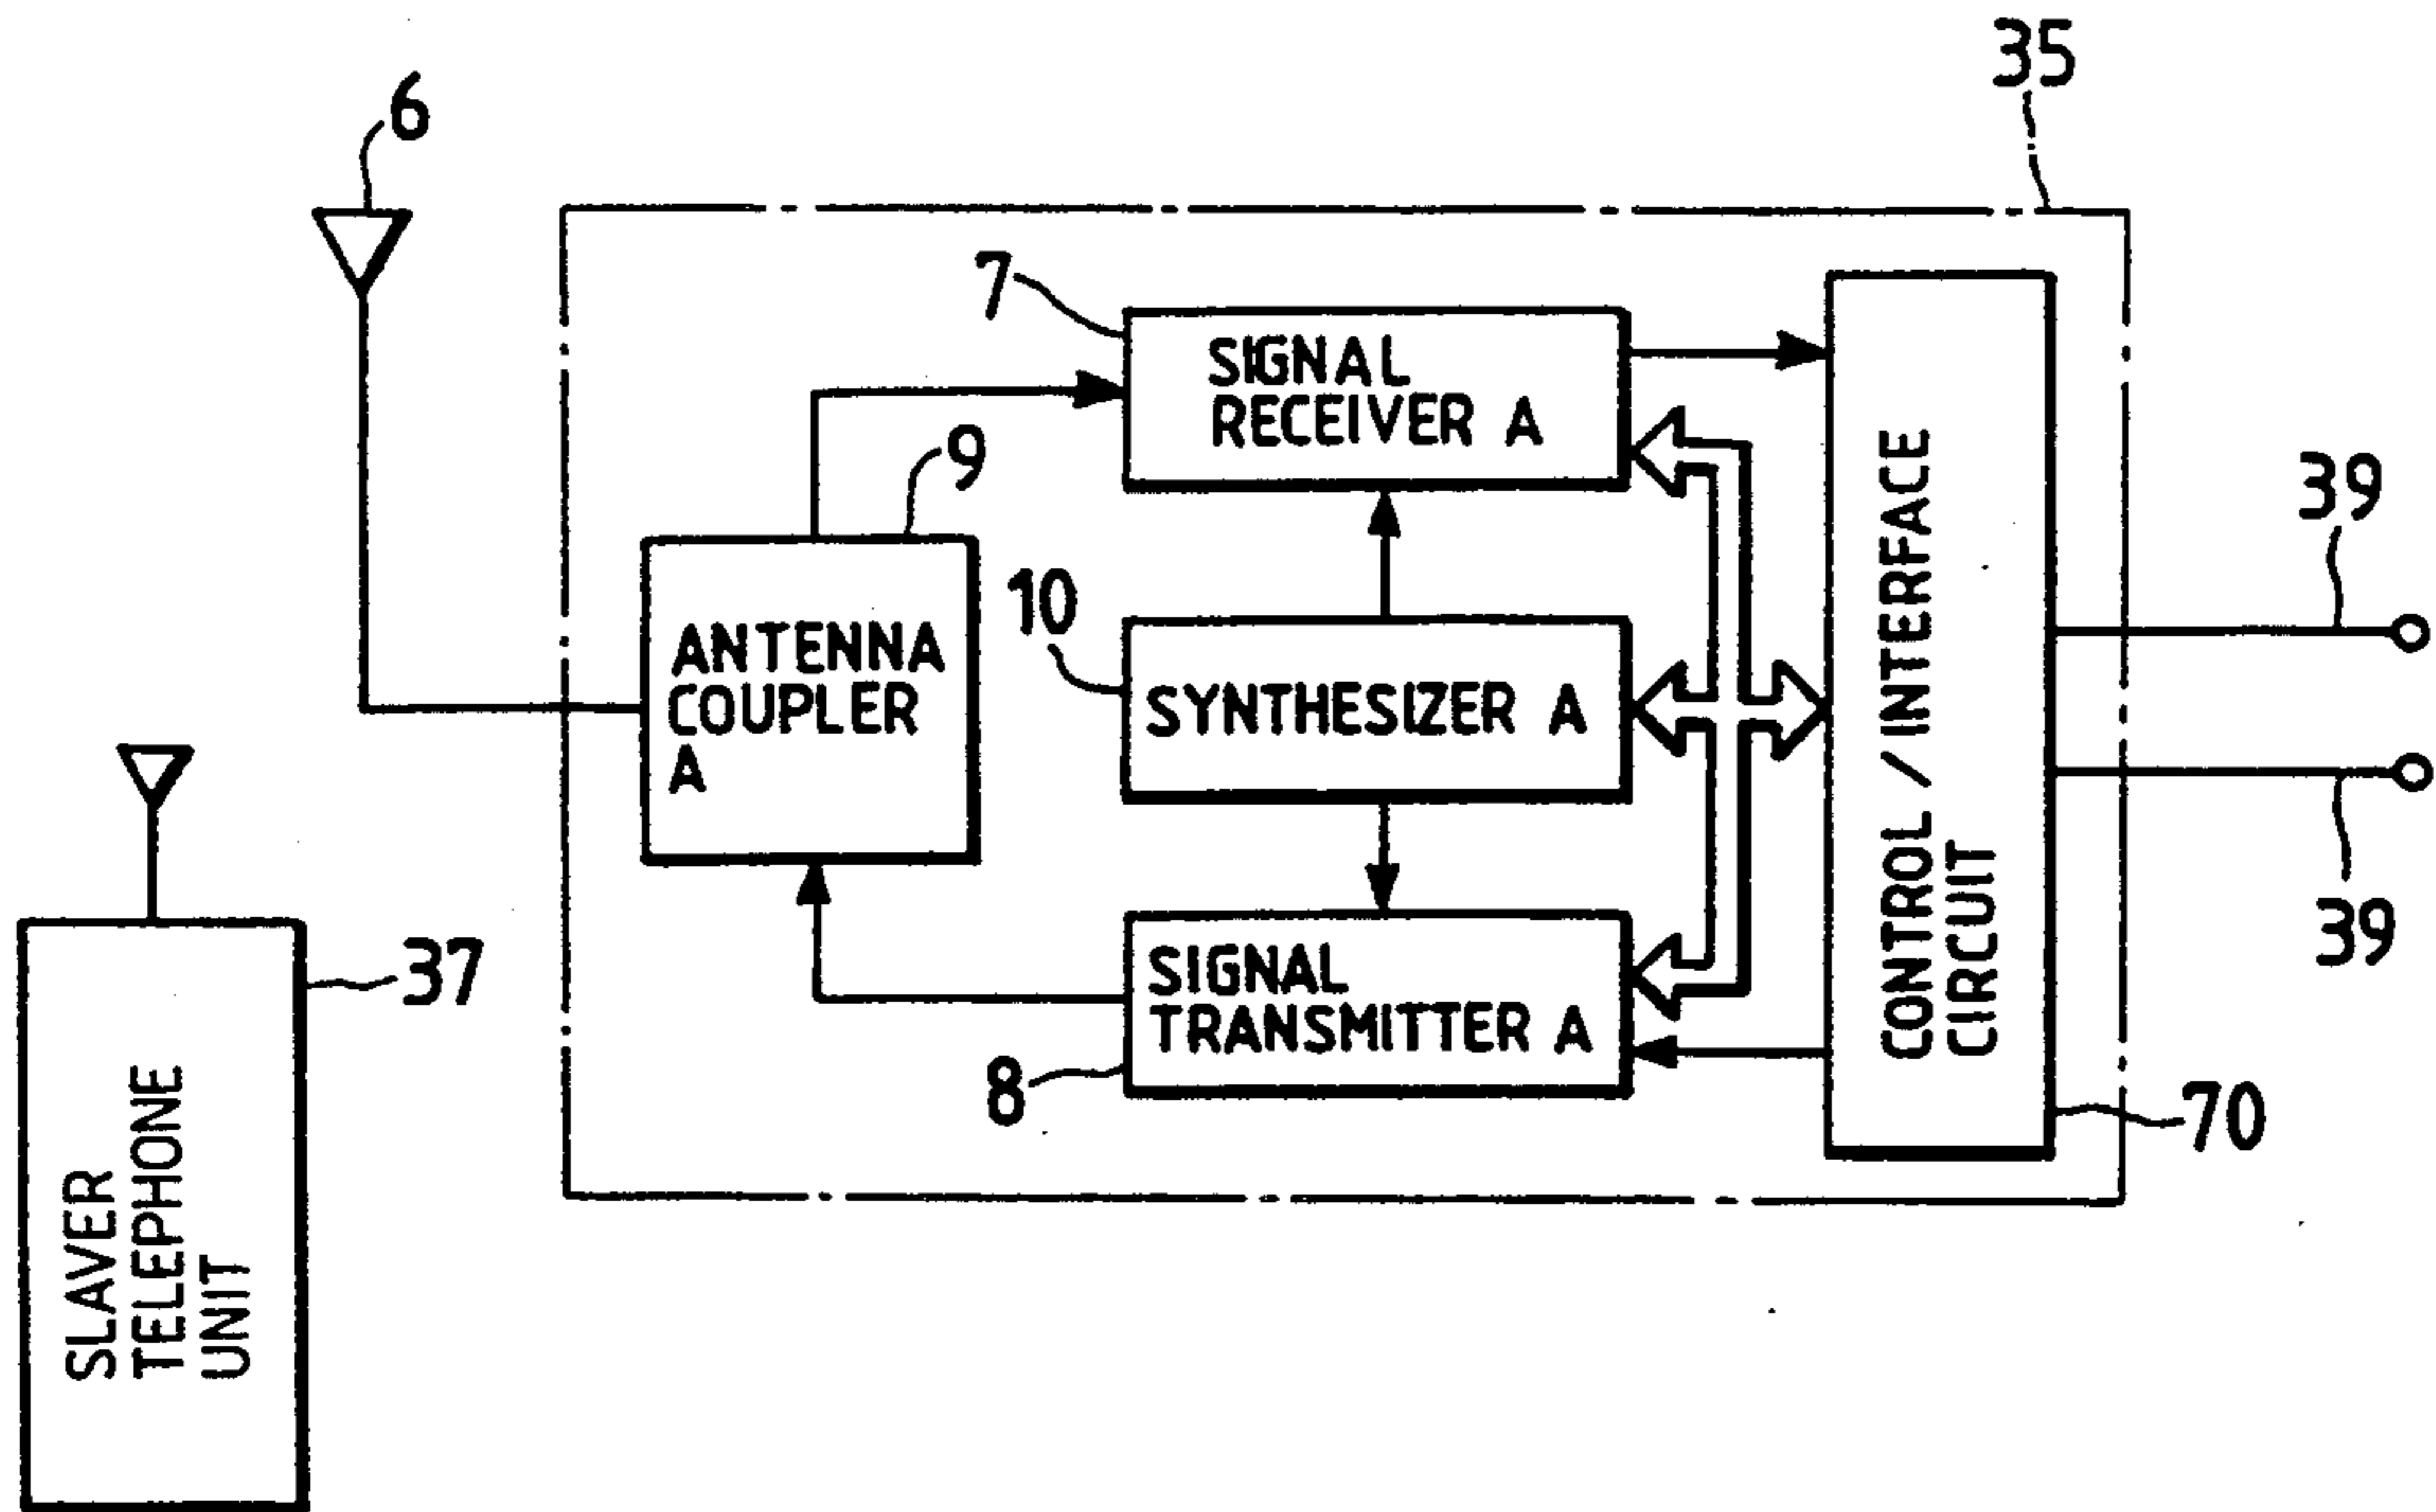 35
6
7
SIGNAL
RECEIVER A
9
39
10
ANTENNA
COUPLER
A
SYNTHESIZER A
CONTROL / INTERFACE
CIRCUIT
39
37
SIGNAL
TRANSMITTER A
8
70
SLAVER
TELEPHONE
UNIT